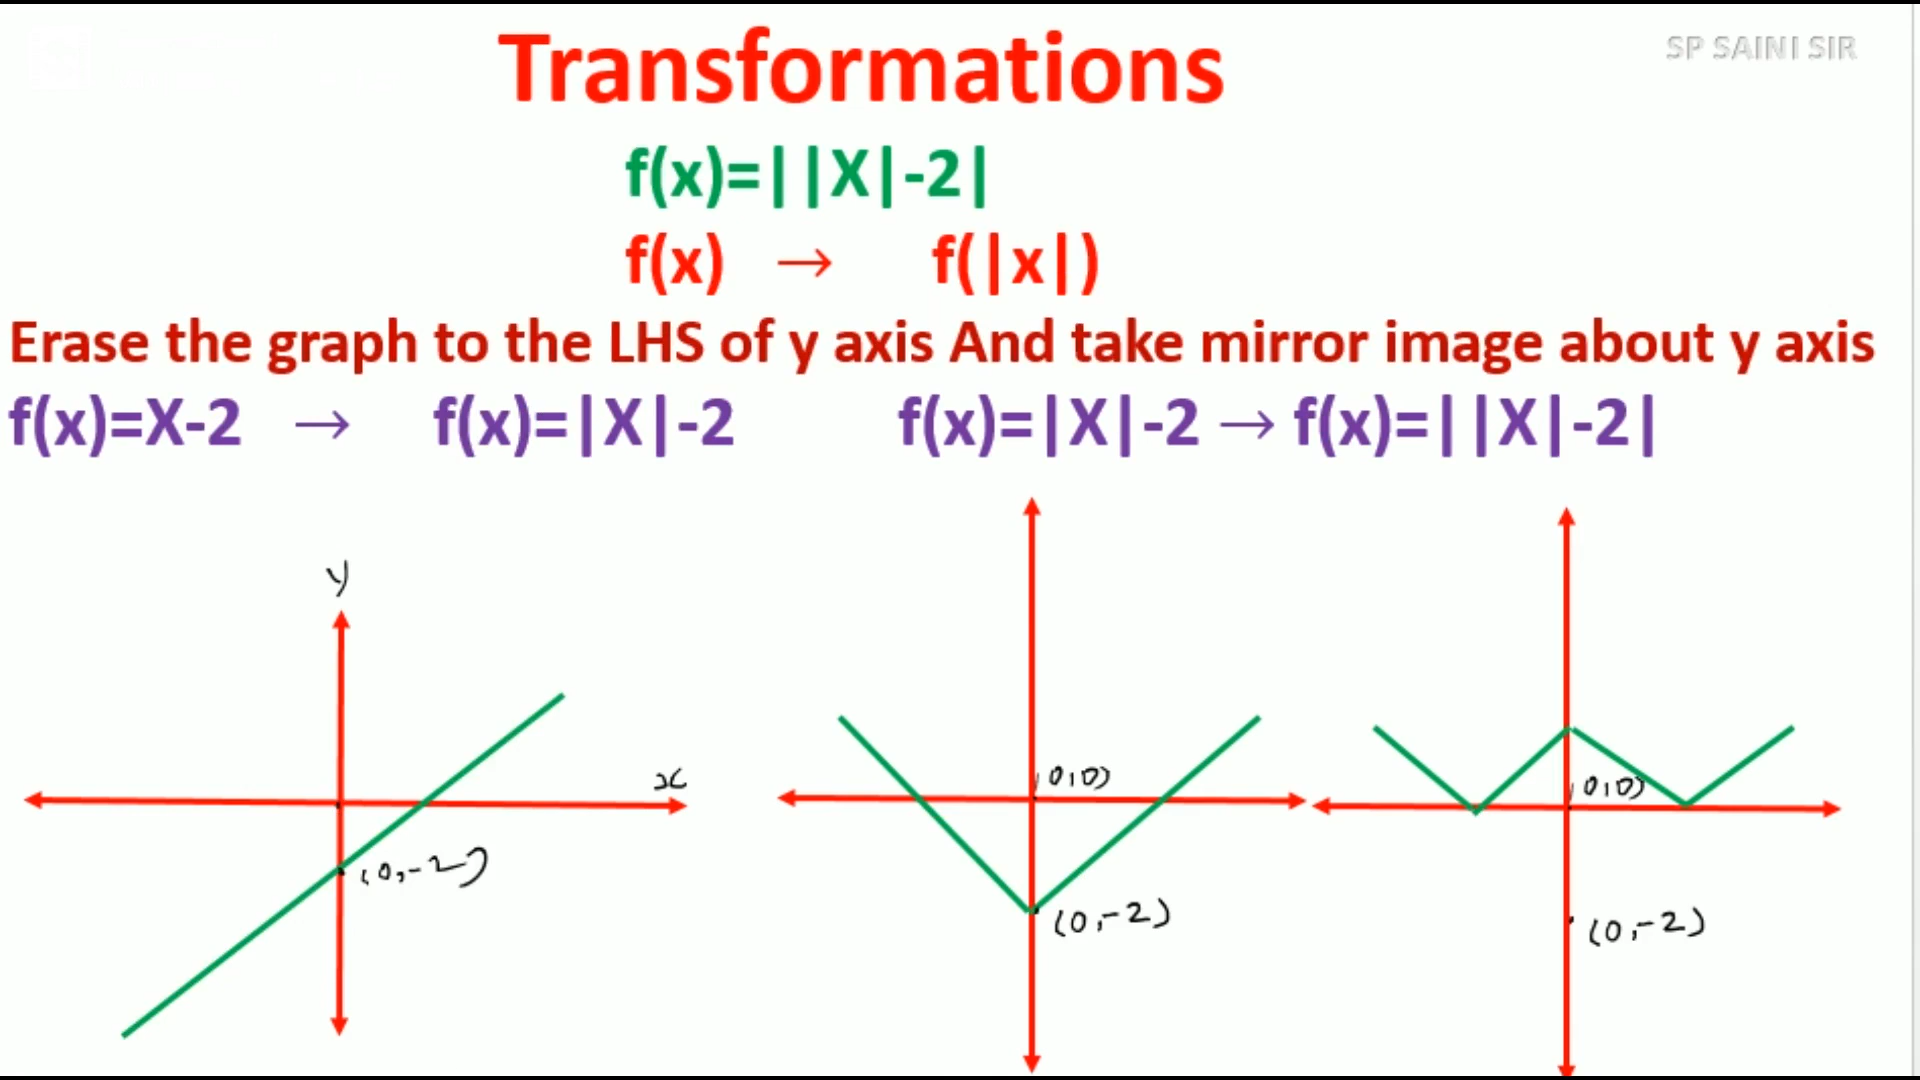 Transformations
SP SAINI SIR
f(x)=||X|-2|
f(x) → f(|x|)
Erase the graph to the LHS of y axis And take mirror image about y axis
f(x)=X-2 → f(x)=|X|-2 f(x)=|X|-2 → f(x)=||X|-2|
y
x
(0,-2)
(0,0)
(0,-2)
(0,0)
(0,-2)